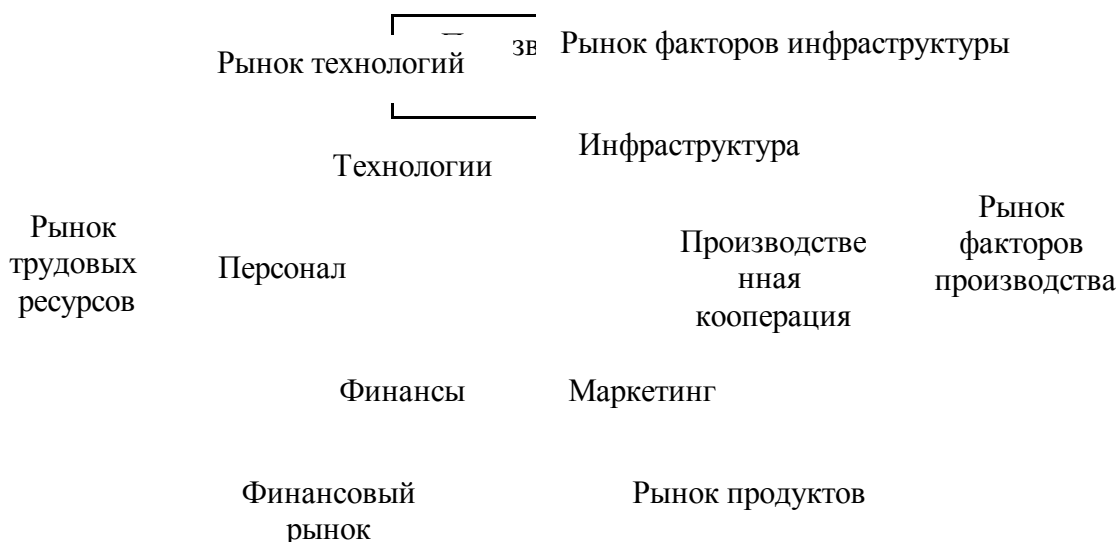 Рынок технологий
зв
Рынок факторов инфраструктуры
Технологии
Инфраструктура
Рынок
трудовых
ресурсов
Персонал
Производстве
нная
кооперация
Рынок
факторов
производства
Финансы
Маркетинг
Финансовый
рынок
Рынок продуктов